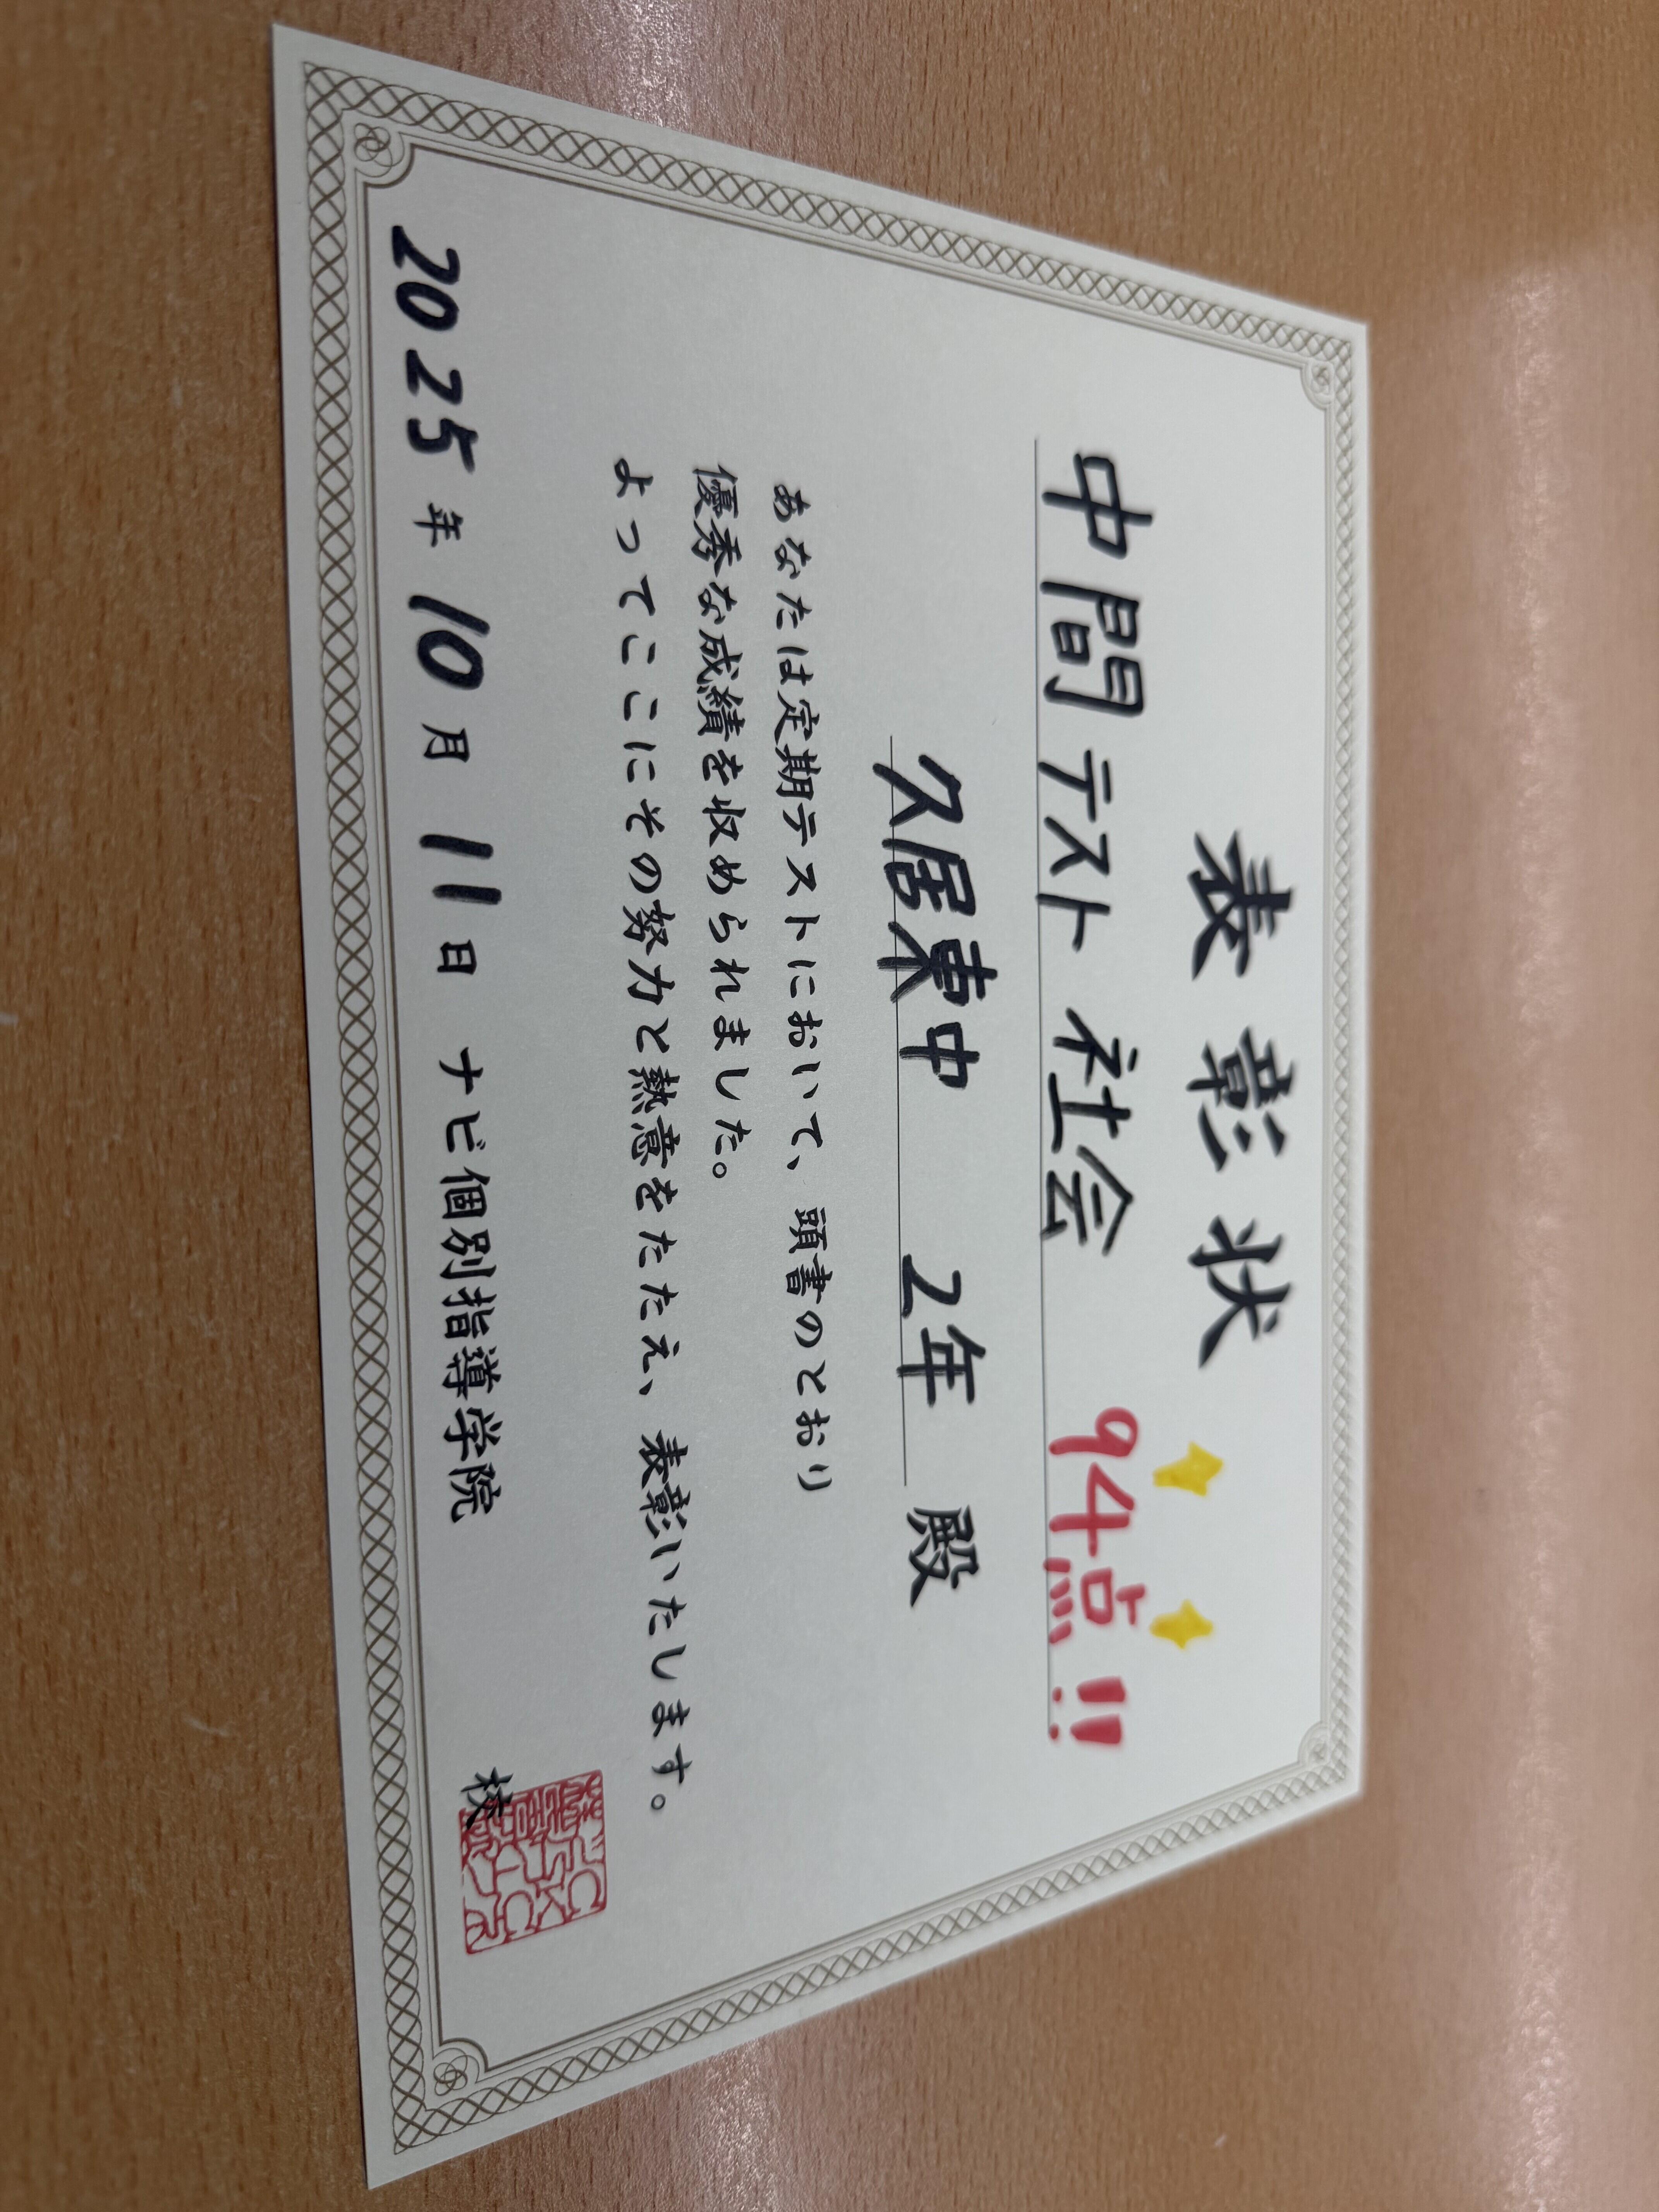 表彰状
中間テスト 社会 94点!!
久居東中 2年 殿
あなたは定期テストにおいて、頭書のとおり
優秀な成績を収められました。
よってここにその努力と熱意をたたえ、表彰いたします。
2025年10月11日 ナビ個別指導学院 校